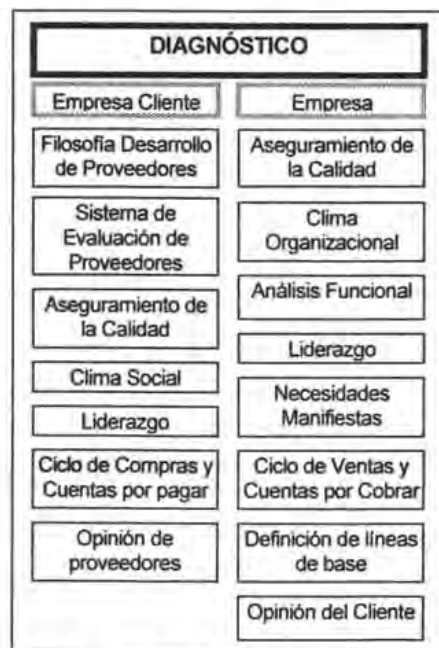 DIAGNÓSTICO
Empresa Cliente
Filosofía Desarrollo
de Proveedores
Sistema de
Evaluación de
Proveedores
Aseguramiento de
la Calidad
Clima Social
Liderazgo
Ciclo de Compras y
Cuentas por pagar
Opinión de
proveedores
Empresa
Aseguramiento de
la Calidad
Clima
Organizacional
Análisis Funcional
Liderazgo
Necesidades
Manifiestas
Ciclo de Ventas y
Cuentas por Cobrar
Definición de líneas
de base
Opinión del Cliente